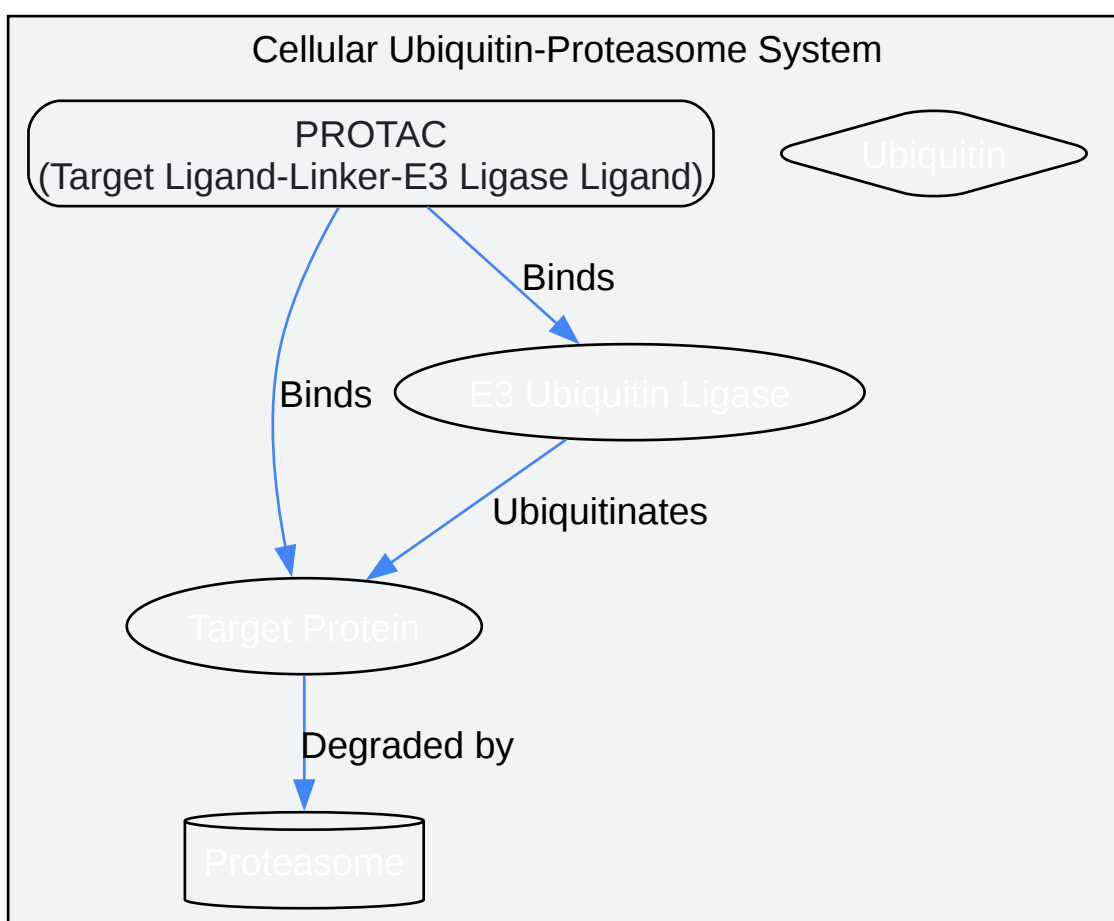 Cellular Ubiquitin-Proteasome System
PROTAC
(Target Ligand-Linker-E3 Ligase Ligand)
Ubiquitin
Binds
Binds
E3 Ubiquitin Ligase
Ubiquitinates
Target Protein
Degraded by
Proteasome